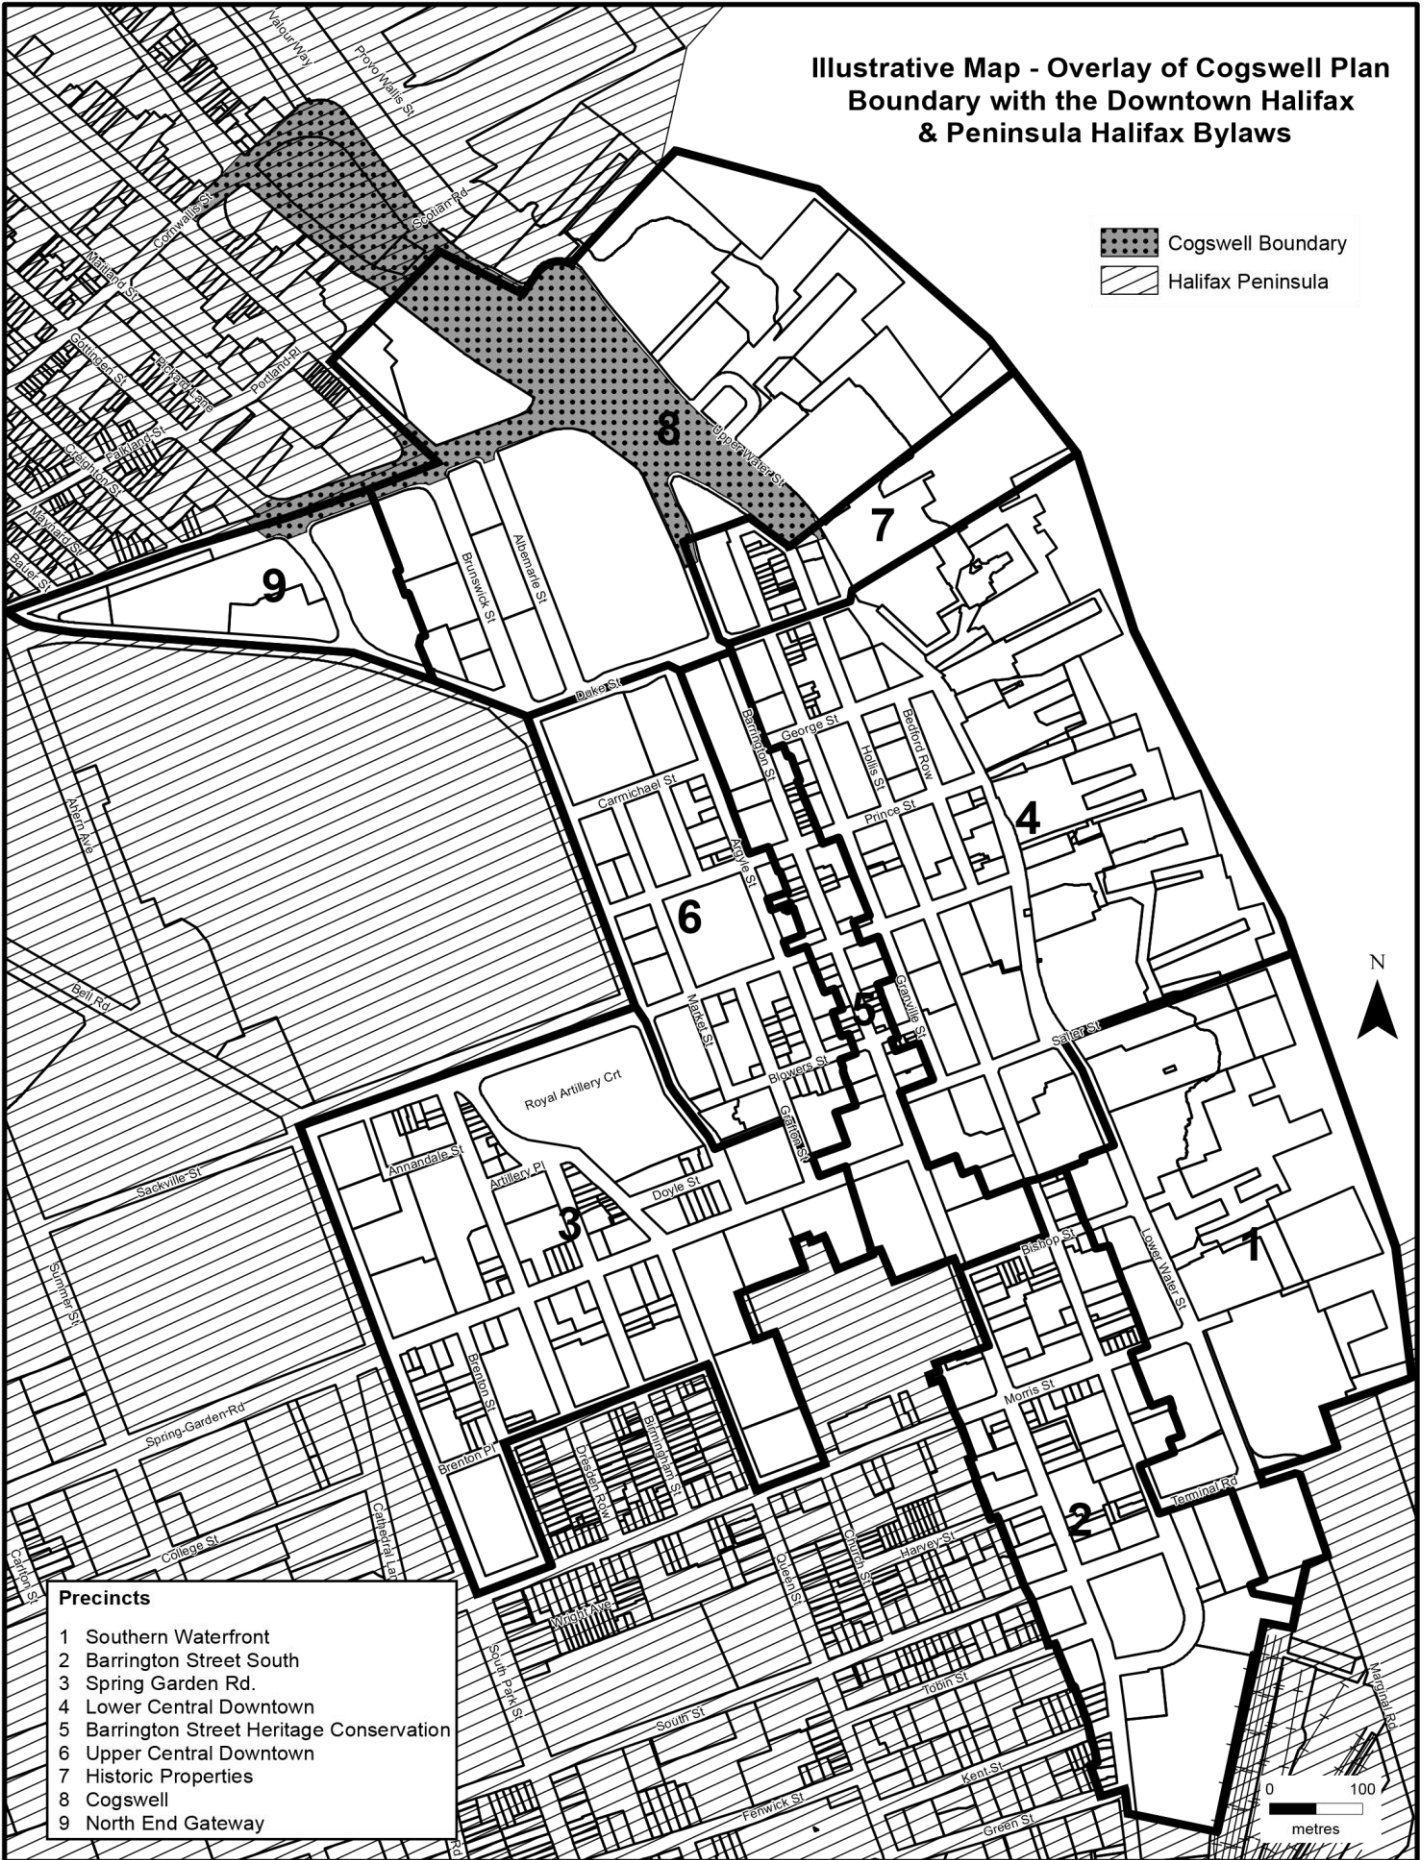 Illustrative Map - Overlay of Cogswell Plan
Boundary with the Downtown Halifax
& Peninsula Halifax Bylaws
Cogswell Boundary
Halifax Peninsula
Valour Way
Provo Wallis St
Scotian Rd
Cornwallis St
Maitland St
Gottingen St
Rickard Lane
Portland Pl
Falkland St
Creighton St
Maynard St
Bauer St
8
Upper Water St
7
9
Brunswick St
Albemarle St
Duke St
Barrington St
George St
Hollis St
Bedford Row
Carmichael St
Prince St
4
Argyle St
Ahern Ave
6
N
Bell Rd
Market St
5
Granville St
Salter St
Blowers St
Royal Artillery Crt
Grafton St
Annandale St
Artillery Pl
Doyle St
Sackville St
3
Bishop St
Lower Water St
1
Summer St
Brenton St
Morris St
Spring Garden Rd
Brenton Pl
Dresden Row
Birmingham St
Terminal Rd
2
Cathedral Lan
College St
Carlton St
Queen St
Church St
Harvey St
Wright Ave
South Park St
Tobin St
South St
Marginal Rd
Kent St
Fenwick St
Green St
Rd
Precincts
1 Southern Waterfront
2 Barrington Street South
3 Spring Garden Rd.
4 Lower Central Downtown
5 Barrington Street Heritage Conservation
6 Upper Central Downtown
7 Historic Properties
8 Cogswell
9 North End Gateway
0 100
metres